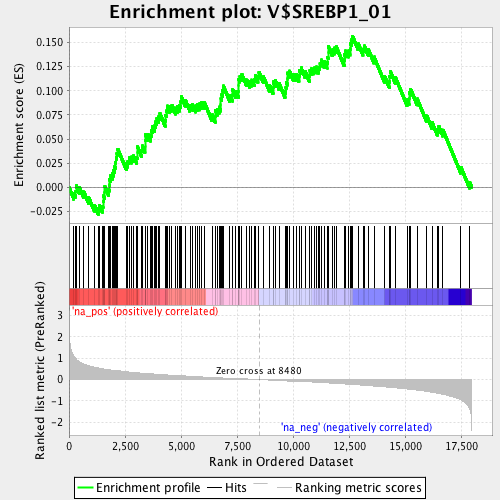 Enrichment plot: V$SREBP1_01
Enrichment score (ES)
0.150
0.125
0.100
0.075
0.050
0.025
0.000
-0.025
'na_pos' (positively correlated)
Ranked list metric (PreRanked)
3
2
1
0
-1
-2
Zero cross at 8480
'na_neg' (negatively correlated)
0
2,500
5,000
7,500
10,000
12,500
15,000
17,500
Rank in Ordered Dataset
Enrichment profile
Hits
Ranking metric scores